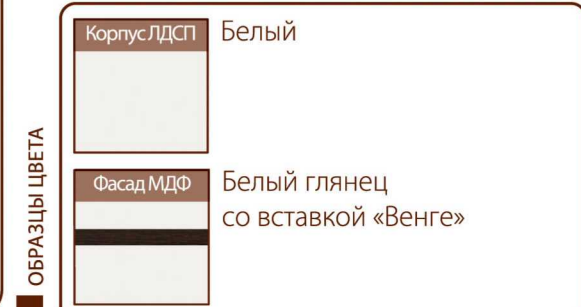 ОБРАЗЦЫ ЦВЕТА
Корпус ЛДСП
Белый
Фасад МДФ
Белый глянец
со вставкой «Венге»